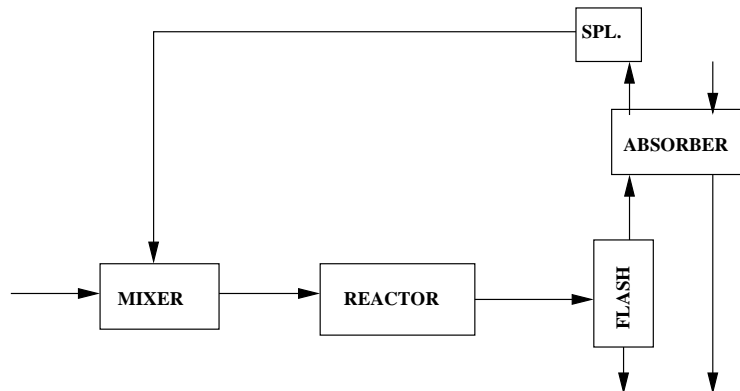 SPL.
ABSORBER
MIXER
REACTOR
FLASH